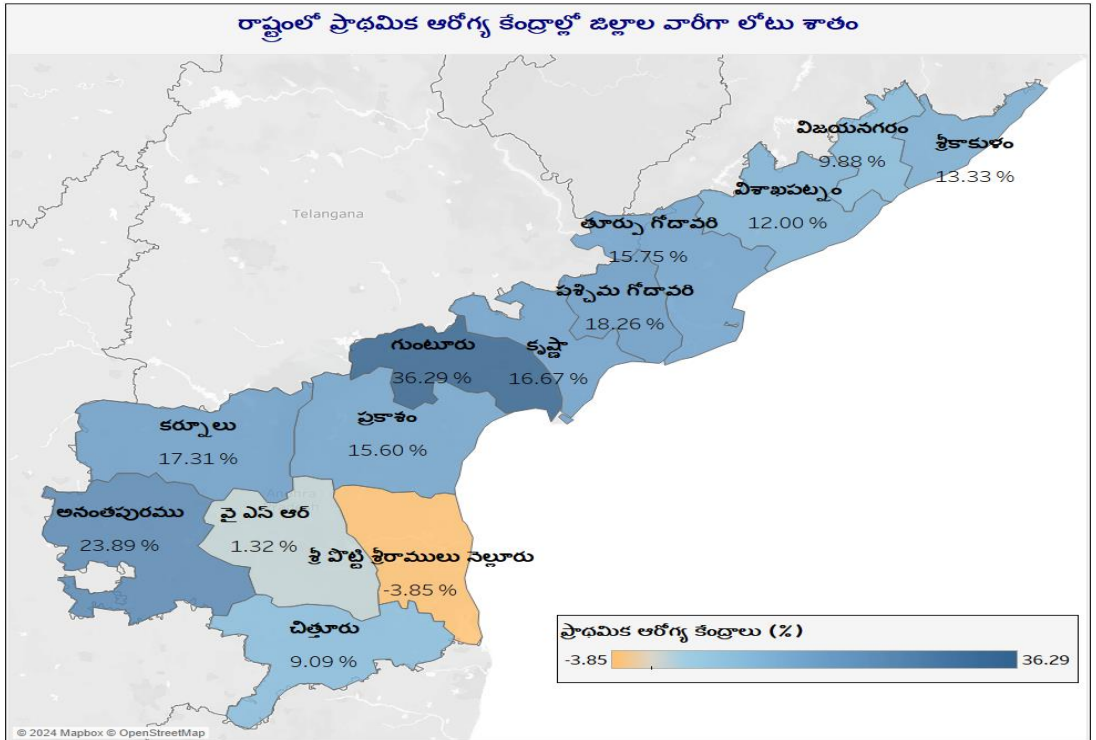 రాష్ట్రంలో ప్రాథమిక ఆరోగ్య కేంద్రాల్లో జిల్లాల వారీగా లోటు శాతం
విజయనగరం
9.88 %
శ్రీకాకుళం
13.33 %
విశాఖపట్నం
12.00 %
Telangana
తూర్పు గోదావరి
15.75 %
పశ్చిమ గోదావరి
18.26 %
గుంటూరు
36.29 %
కృష్ణా
16.67 %
ప్రకాశం
15.60 %
కర్నూలు
17.31 %
అనంతపురము
23.89 %
Andhra
వై ఎస్ ఆర్
1.32 %
శ్రీ పొట్టి శ్రీరాములు నెల్లూరు
-3.85 %
చిత్తూరు
9.09 %
ప్రాథమిక ఆరోగ్య కేంద్రాలు (%)
-3.85 36.29
© 2024 Mapbox © OpenStreetMap